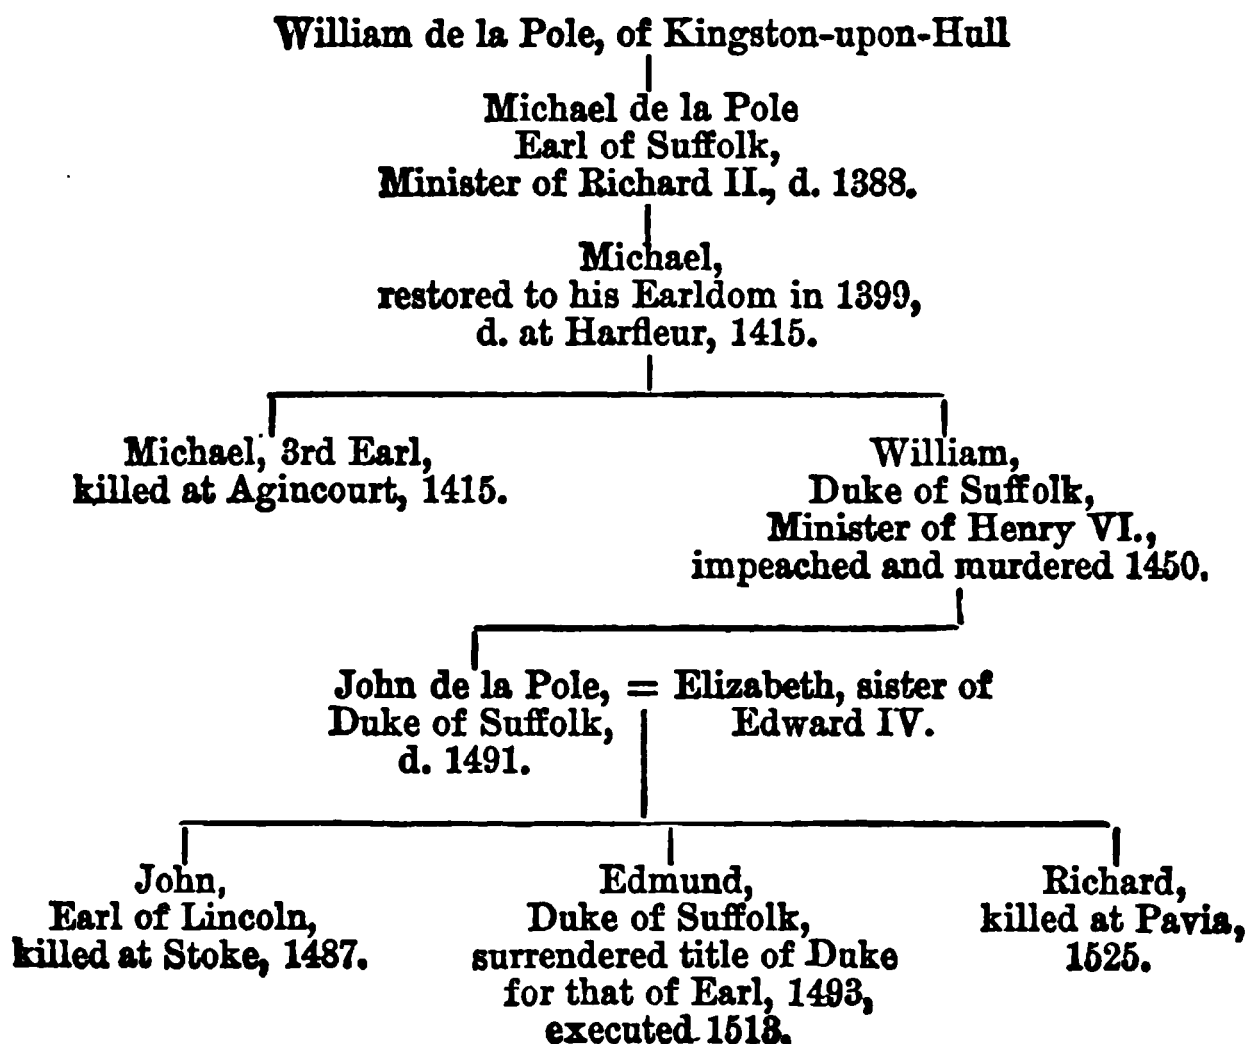 William de la Pole, of Kingston-upon-Hull
Michael de la Pole
Earl of Suffolk,
Minister of Richard II., d. 1388.
Michael,
restored to his Earldom in 1399,
d. at Harfleur, 1415.
Michael, 3rd Earl,
killed at Agincourt, 1415.
William,
Duke of Suffolk,
Minister of Henry VI.,
impeached and murdered 1450.
John de la Pole, = Elizabeth, sister of
Duke of Suffolk, Edward IV.
d. 1491.
John,
Earl of Lincoln,
killed at Stoke, 1487.
Edmund,
Duke of Suffolk,
surrendered title of Duke
for that of Earl, 1493,
executed 1513.
Richard,
killed at Pavia,
1525.